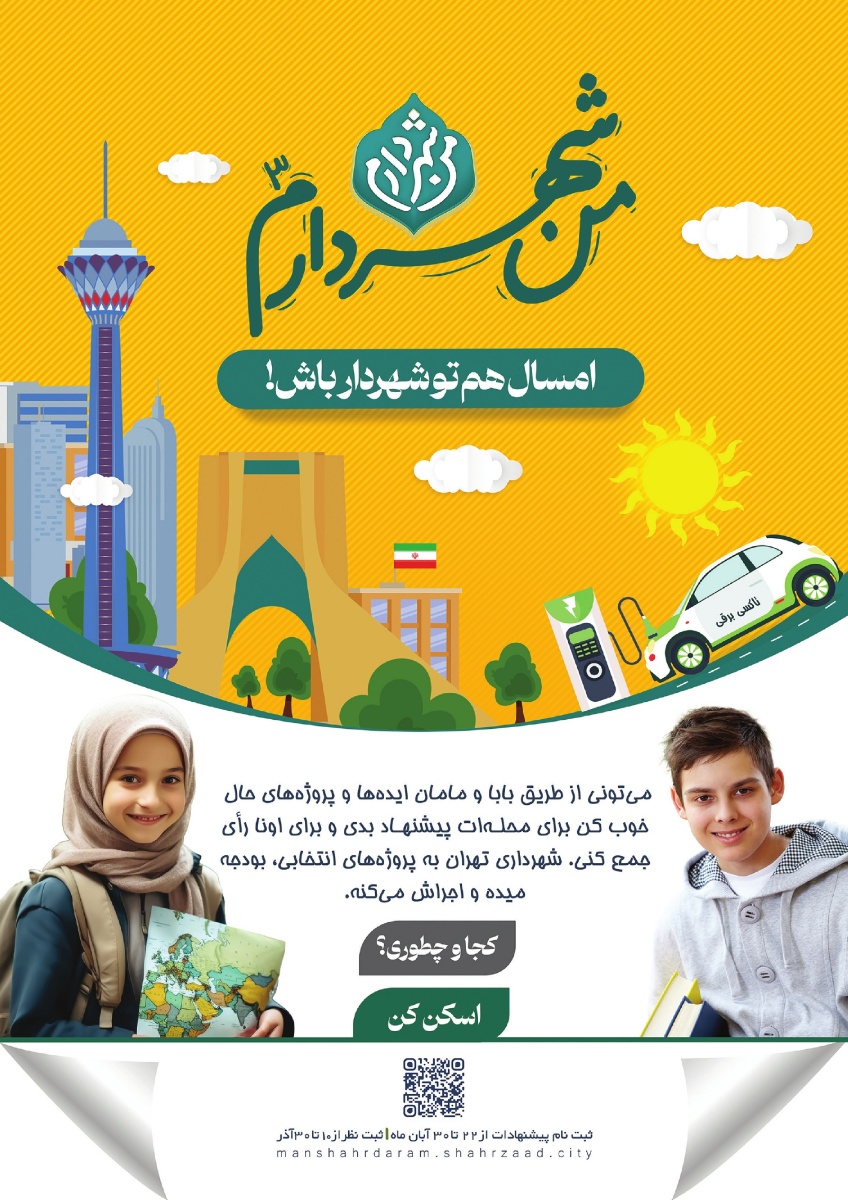 من شهردارم ۳
من شهردارم
امسال هم تو شهردار باش!
تاکسی برقی
می‌تونی از طریق بابا و مامان ایده‌ها و پروژه‌های حال
خوب کن برای محله‌ات پیشنهاد بدی و برای اونا رأی
جمع کنی. شهرداری تهران به پروژه‌های انتخابی، بودجه
میده و اجراش می‌کنه.
کجا و چطوری؟
اسکن کن
ثبت نام پیشنهادات از ۲۲ تا ۳۰ آبان ماه | ثبت نظر از ۱۰ تا ۳۰ آذر
manshahrdaram.shahrzaad.city